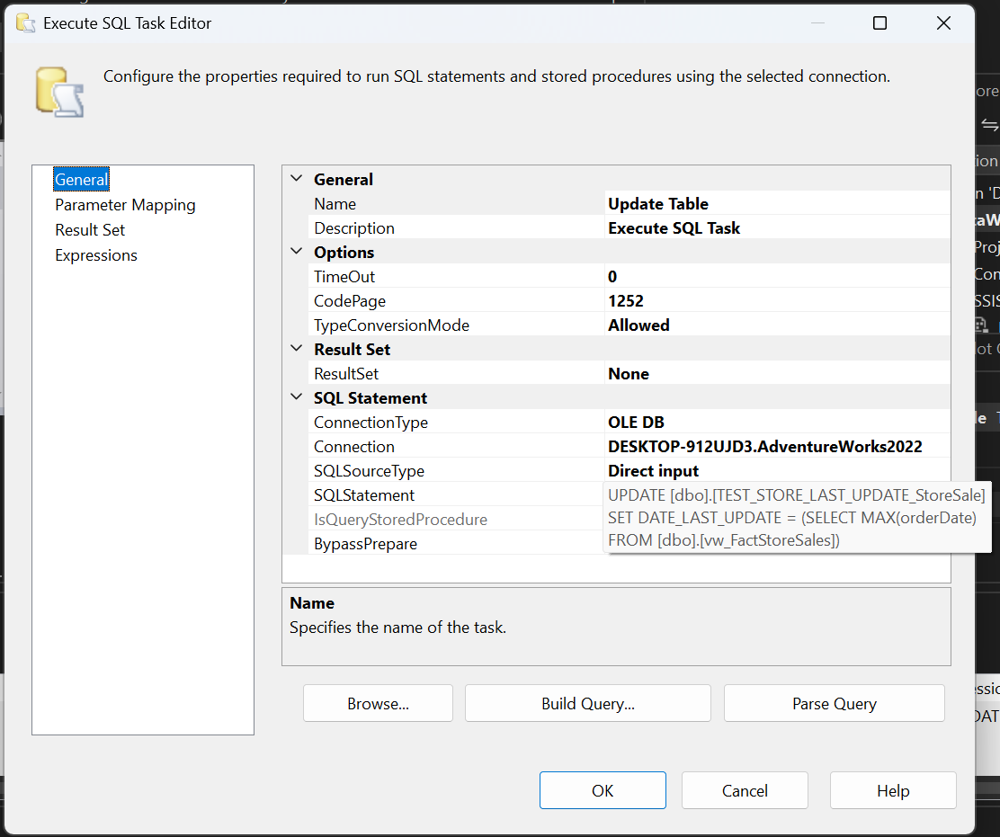 Execute SQL Task Editor
Configure the properties required to run SQL statements and stored procedures using the selected connection.
General
Parameter Mapping
Result Set
Expressions
General
Name Update Table
Description Execute SQL Task
Options
TimeOut 0
CodePage 1252
TypeConversionMode Allowed
Result Set
ResultSet None
SQL Statement
ConnectionType OLE DB
Connection DESKTOP-912UJD3.AdventureWorks2022
SQLSourceType Direct input
SQLStatement UPDATE [dbo].[TEST_STORE_LAST_UPDATE_StoreSale]
SET DATE_LAST_UPDATE = (SELECT MAX(orderDate)
FROM [dbo].[vw_FactStoreSales])
IsQueryStoredProcedure
BypassPrepare
Name
Specifies the name of the task.
Browse...
Build Query...
Parse Query
OK
Cancel
Help